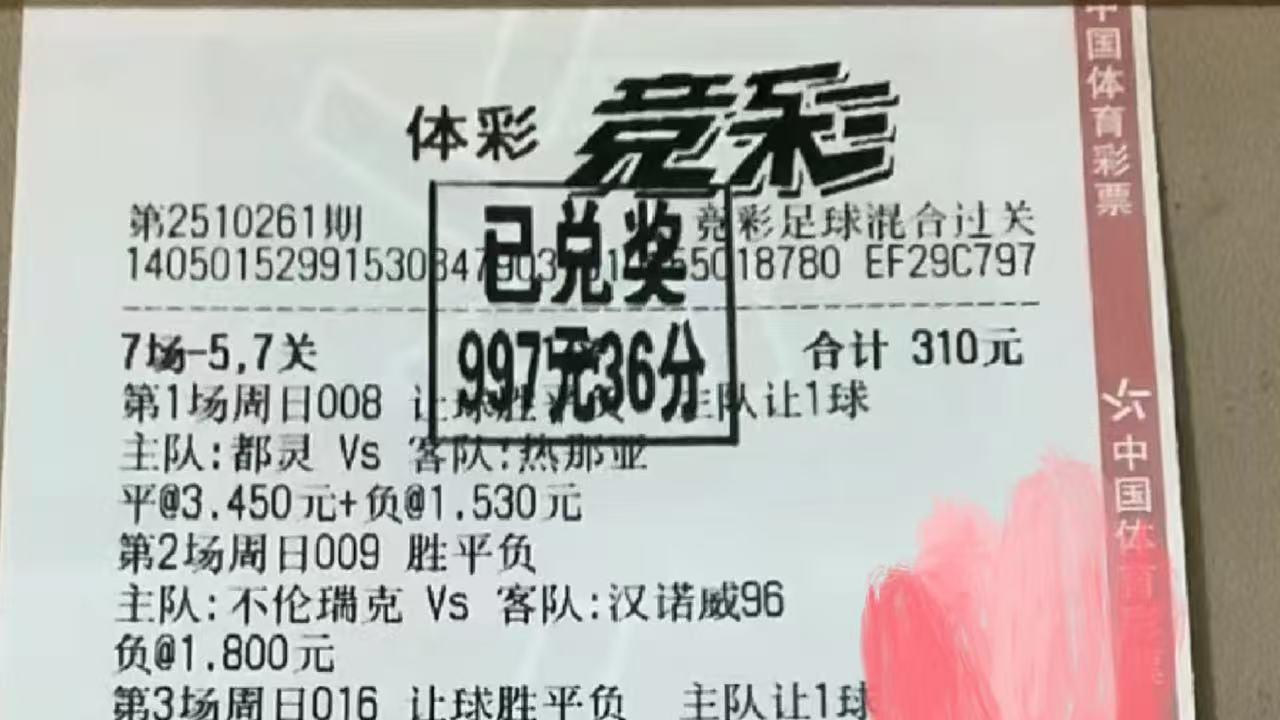 体彩 竞彩
已兑奖
997元36分
第2510261期 竞彩足球混合过关
EF29C797
7场-5,7关 合计 310元
第1场周日008 让球胜平负 主队让1球
主队:都灵 Vs 客队:热那亚
平@3.450元+负@1.530元
第2场周日009 胜平负
主队:不伦瑞克 Vs 客队:汉诺威96
负@1.800元
第3场周日016 让球胜平负 主队让1球
中国体育彩票
中国体